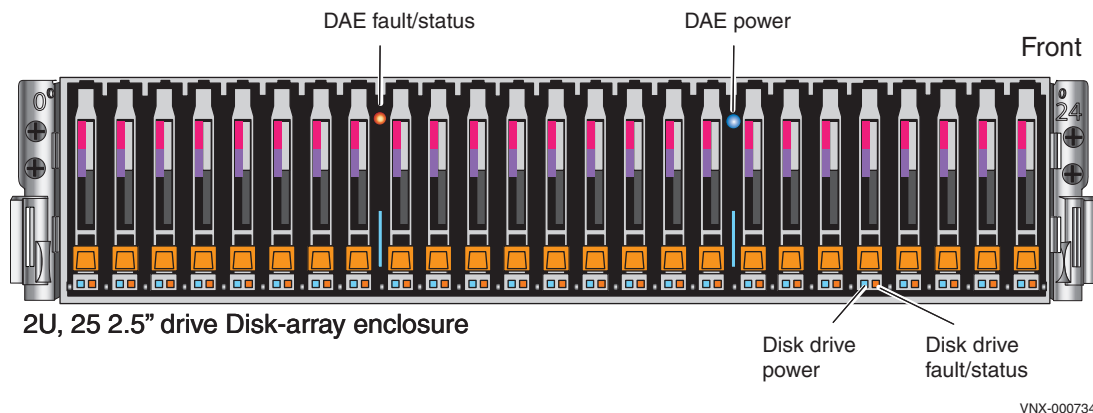 DAE fault/status
DAE power
Front
0
24
2U, 25 2.5” drive Disk-array enclosure
Disk drive
power
Disk drive
fault/status
VNX-000734